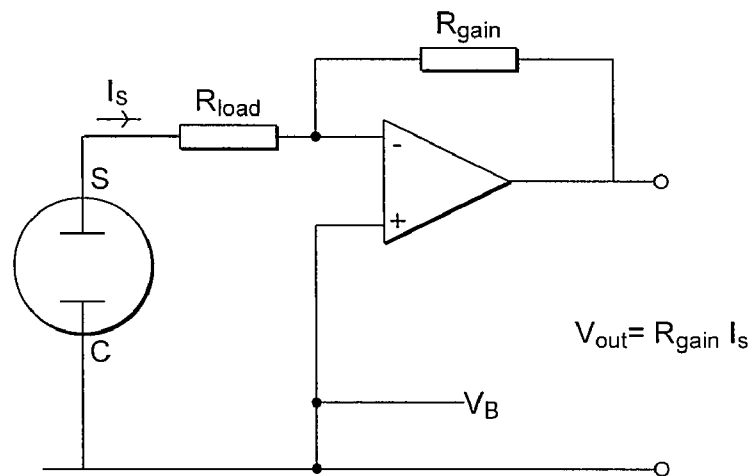 R_gain
I_S
R_load
-
S
+
C
V_out= R_gain I_s
V_B